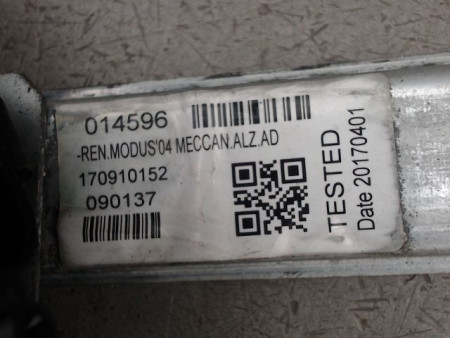 014596
-REN.MODUS'04 MECCAN.ALZ.AD
170910152
090137
TESTED
Date 20170401